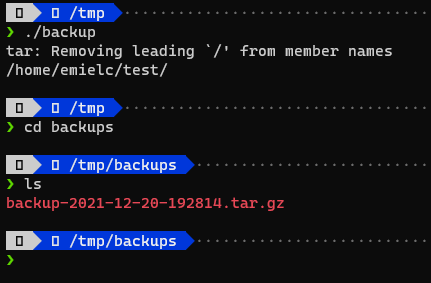 /tmp
❯ ./backup
tar: Removing leading `/' from member names
/home/emielc/test/
/tmp
❯ cd backups
/tmp/backups
❯ ls
backup-2021-12-20-192814.tar.gz
/tmp/backups
❯